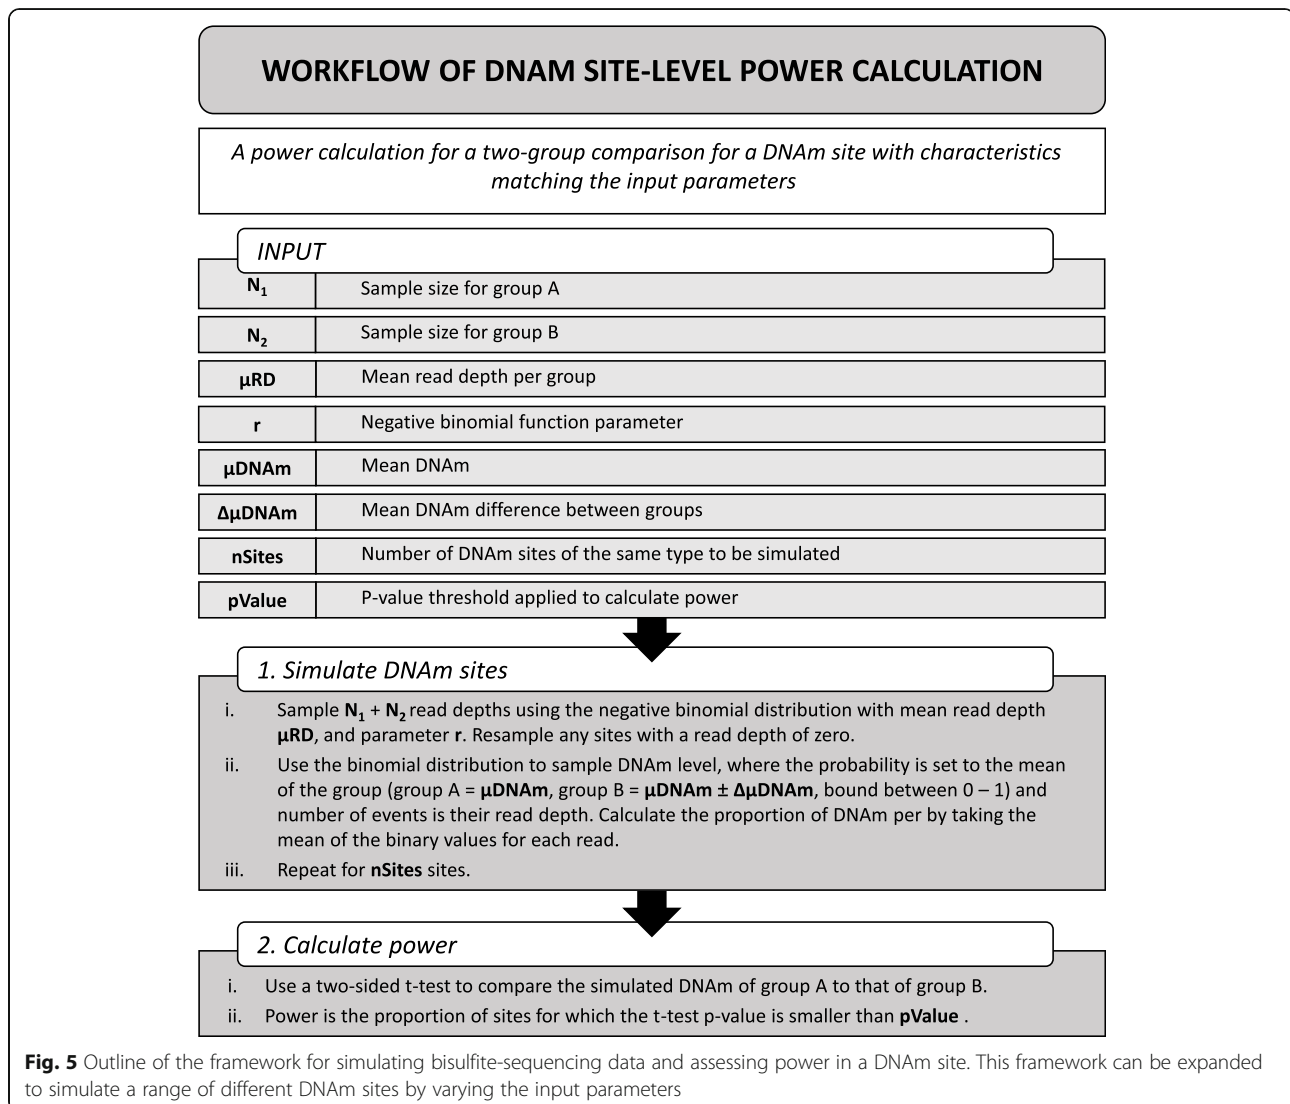 WORKFLOW OF DNAM SITE-LEVEL POWER CALCULATION
A power calculation for a two-group comparison for a DNAm site with characteristics
matching the input parameters
INPUT
N₁ Sample size for group A
N₂ Sample size for group B
μRD Mean read depth per group
r Negative binomial function parameter
μDNAm Mean DNAm
ΔμDNAm Mean DNAm difference between groups
nSites Number of DNAm sites of the same type to be simulated
pValue P-value threshold applied to calculate power
1. Simulate DNAm sites
i. Sample N₁ + N₂ read depths using the negative binomial distribution with mean read depth
μRD, and parameter r. Resample any sites with a read depth of zero.
ii. Use the binomial distribution to sample DNAm level, where the probability is set to the mean
of the group (group A = μDNAm, group B = μDNAm ± ΔμDNAm, bound between 0 – 1) and
number of events is their read depth. Calculate the proportion of DNAm per by taking the
mean of the binary values for each read.
iii. Repeat for nSites sites.
2. Calculate power
i. Use a two-sided t-test to compare the simulated DNAm of group A to that of group B.
ii. Power is the proportion of sites for which the t-test p-value is smaller than pValue .
Fig. 5 Outline of the framework for simulating bisulfite-sequencing data and assessing power in a DNAm site. This framework can be expanded
to simulate a range of different DNAm sites by varying the input parameters